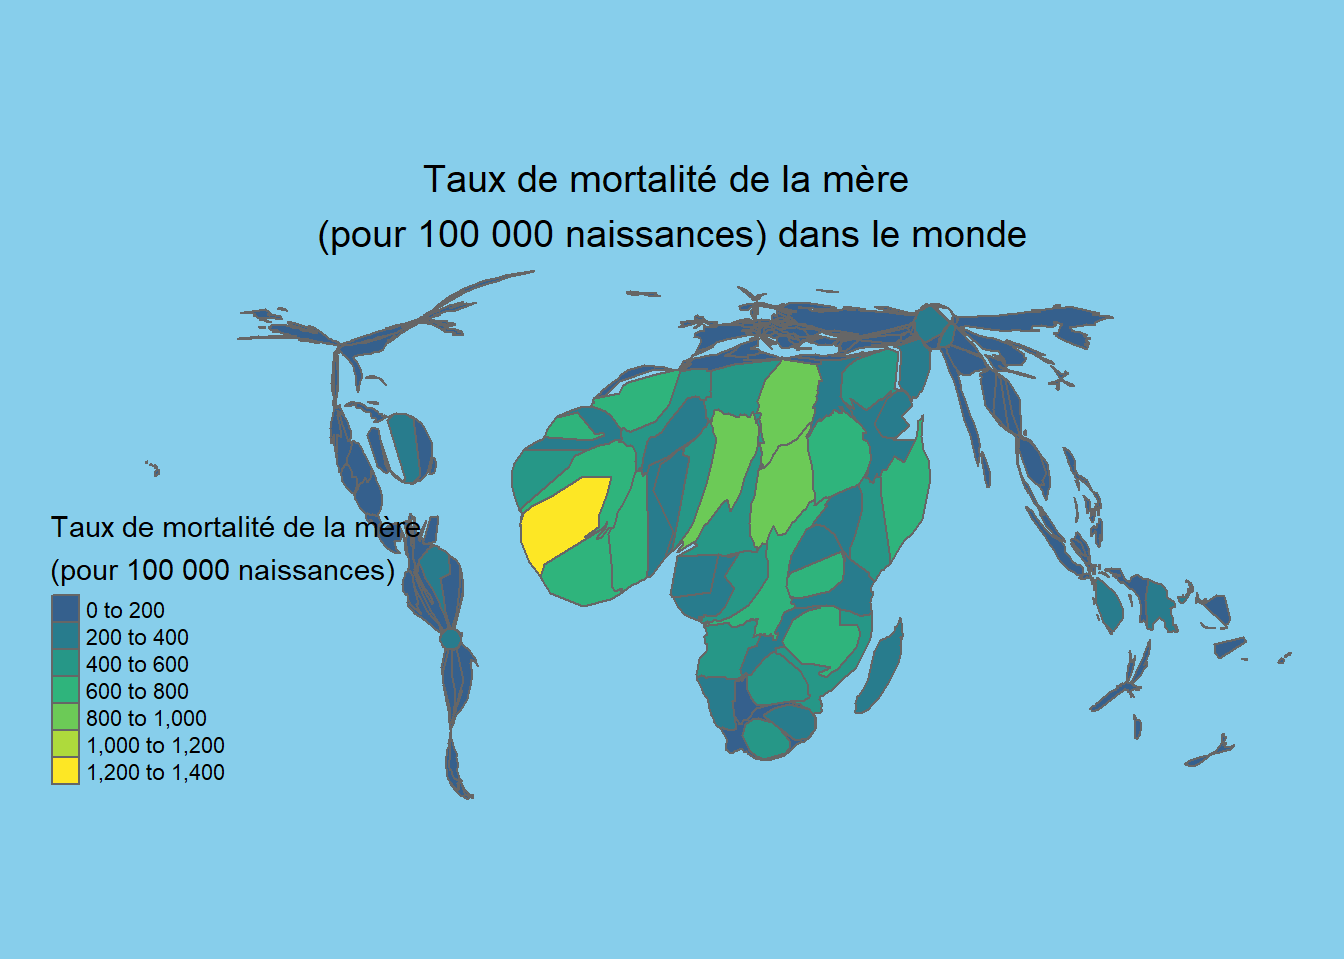 Taux de mortalité de la mère
(pour 100 000 naissances) dans le monde
Taux de mortalité de la mère
(pour 100 000 naissances)
0 to 200
200 to 400
400 to 600
600 to 800
800 to 1,000
1,000 to 1,200
1,200 to 1,400